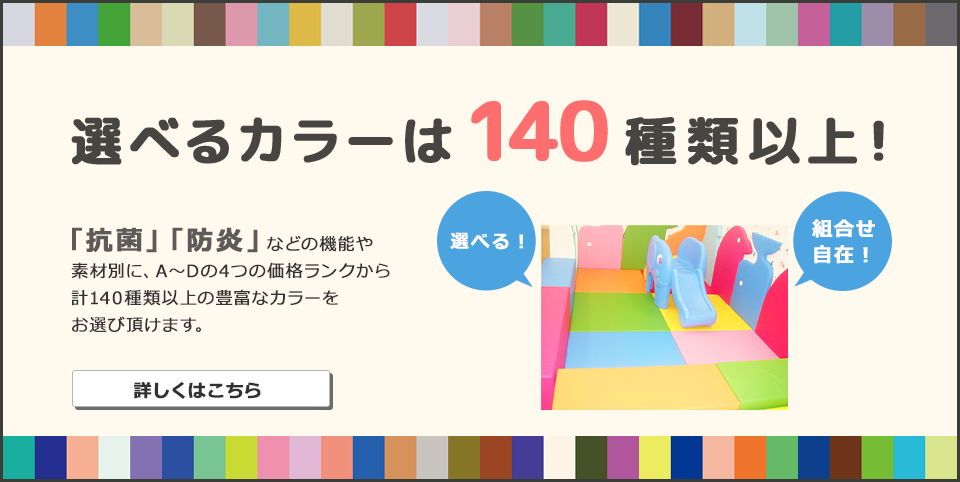 選べるカラーは140種類以上！
選べる！
組合せ
自在！
「抗菌」「防炎」などの機能や
素材別に、A〜Dの4つの価格ランクから
計140種類以上の豊富なカラーを
お選び頂けます。
詳しくはこちら